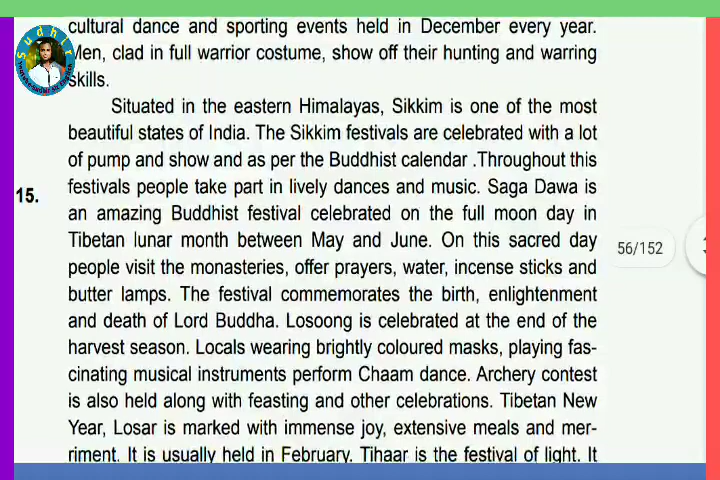 cultural dance and sporting events held in December every year.
Men, clad in full warrior costume, show off their hunting and warring
skills.
Situated in the eastern Himalayas, Sikkim is one of the most
beautiful states of India. The Sikkim festivals are celebrated with a lot
of pump and show and as per the Buddhist calendar .Throughout this
15. festivals people take part in lively dances and music. Saga Dawa is
an amazing Buddhist festival celebrated on the full moon day in
Tibetan lunar month between May and June. On this sacred day
people visit the monasteries, offer prayers, water, incense sticks and
butter lamps. The festival commemorates the birth, enlightenment
and death of Lord Buddha. Losoong is celebrated at the end of the
harvest season. Locals wearing brightly coloured masks, playing fas-
cinating musical instruments perform Chaam dance. Archery contest
is also held along with feasting and other celebrations. Tibetan New
Year, Losar is marked with immense joy, extensive meals and mer-
riment. It is usually held in February. Tihaar is the festival of light. It
56/152
Sudhir